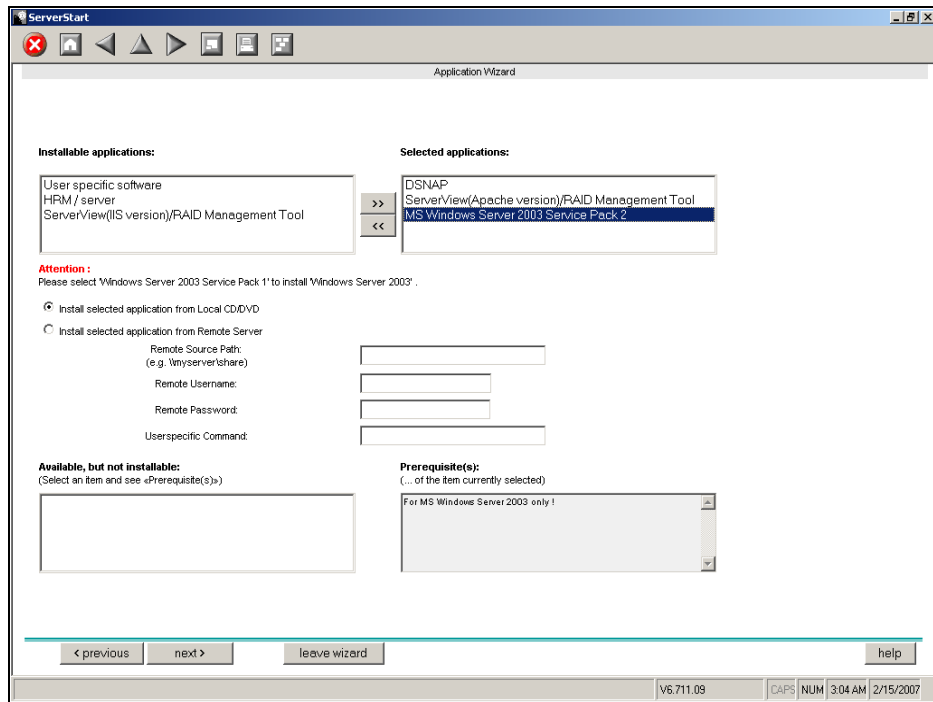 ServerStart
Application Wizard
Installable applications:
Selected applications:
User specific software
HRM / server
ServerView(IIS version)/RAID Management Tool
>>
<<
DSNAP
ServerView(Apache version)/RAID Management Tool
MS Windows Server 2003 Service Pack 2
Attention :
Please select 'Windows Server 2003 Service Pack 1' to install 'Windows Server 2003' .
Install selected application from Local CD/DVD
Install selected application from Remote Server
Remote Source Path:
(e.g. \\myserver\share)
Remote Username:
Remote Password:
Userspecific Command:
Available, but not installable:
(Select an item and see «Prerequisite(s)»)
Prerequisite(s):
(... of the item currently selected)
For MS Windows Server 2003 only !
< previous
next >
leave wizard
help
V6.711.09
CAPS
NUM
3:04 AM
2/15/2007